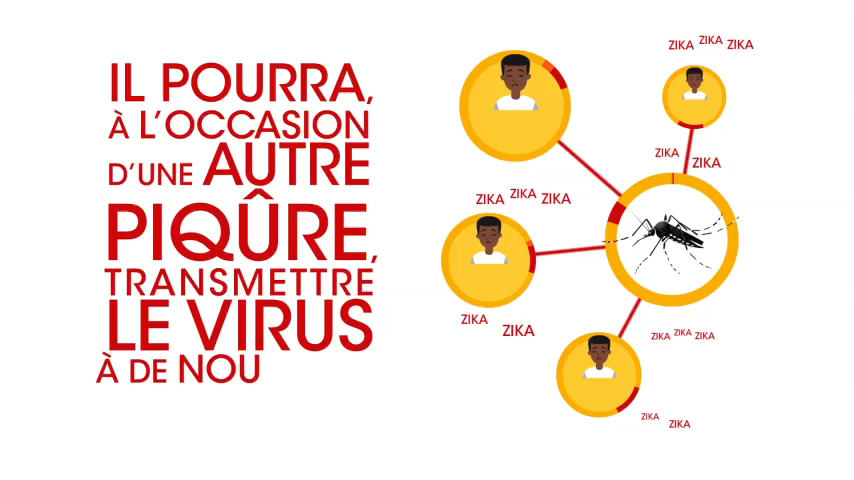 IL POURRA,
À L'OCCASION
D'UNE AUTRE
PIQÛRE,
TRANSMETTRE
LE VIRUS
À DE NOU
ZIKA ZIKA ZIKA
ZIKA ZIKA
ZIKA ZIKA ZIKA
ZIKA ZIKA
ZIKA ZIKA ZIKA
ZIKA ZIKA